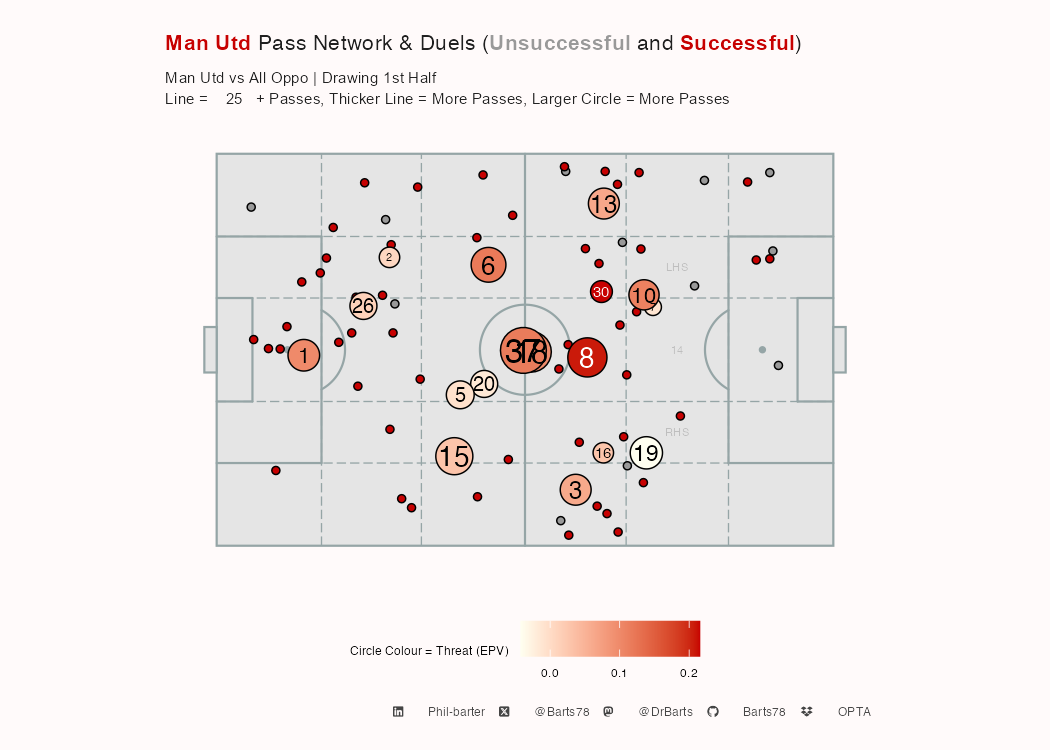 Man Utd Pass Network & Duels (Unsuccessful and Successful)
Man Utd vs All Oppo | Drawing 1st Half
Line = 25 + Passes, Thicker Line = More Passes, Larger Circle = More Passes
13
2
6
LHS
26
30
10
37
8
1
14
20
5
15
RHS
16
19
3
Circle Colour = Threat (EPV)
0.0
0.1
0.2
Phil-barter
@Barts78
@DrBarts
Barts78
OPTA